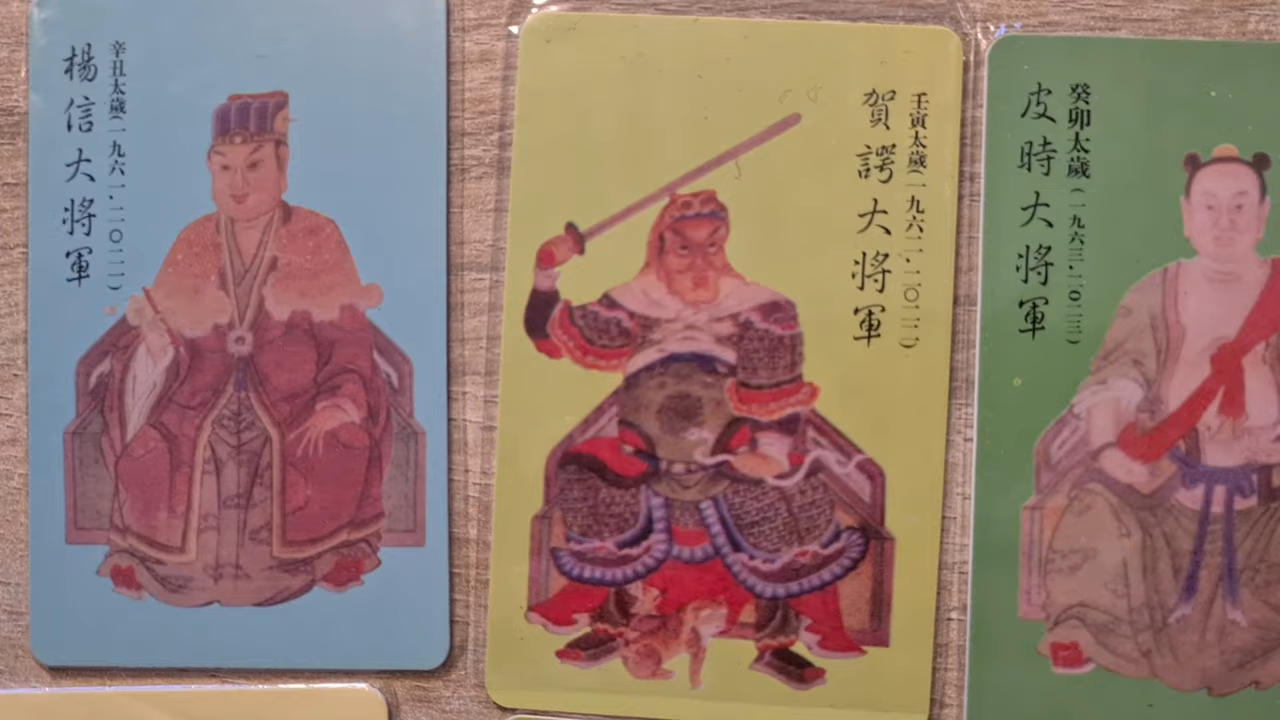 辛丑太歲(一九六一.二〇二一)
楊信大將軍
壬寅太歲(一九六二.二〇二二)
賀諤大將軍
癸卯太歲(一九六三.二〇二三)
皮時大將軍